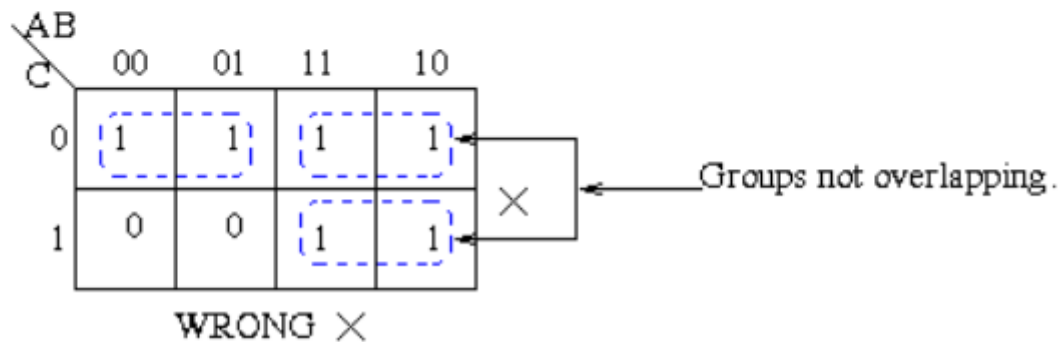 AB
C
00 01 11 10
0 1 1 1 1
Groups not overlapping.
1 0 0 1 1
WRONG ×